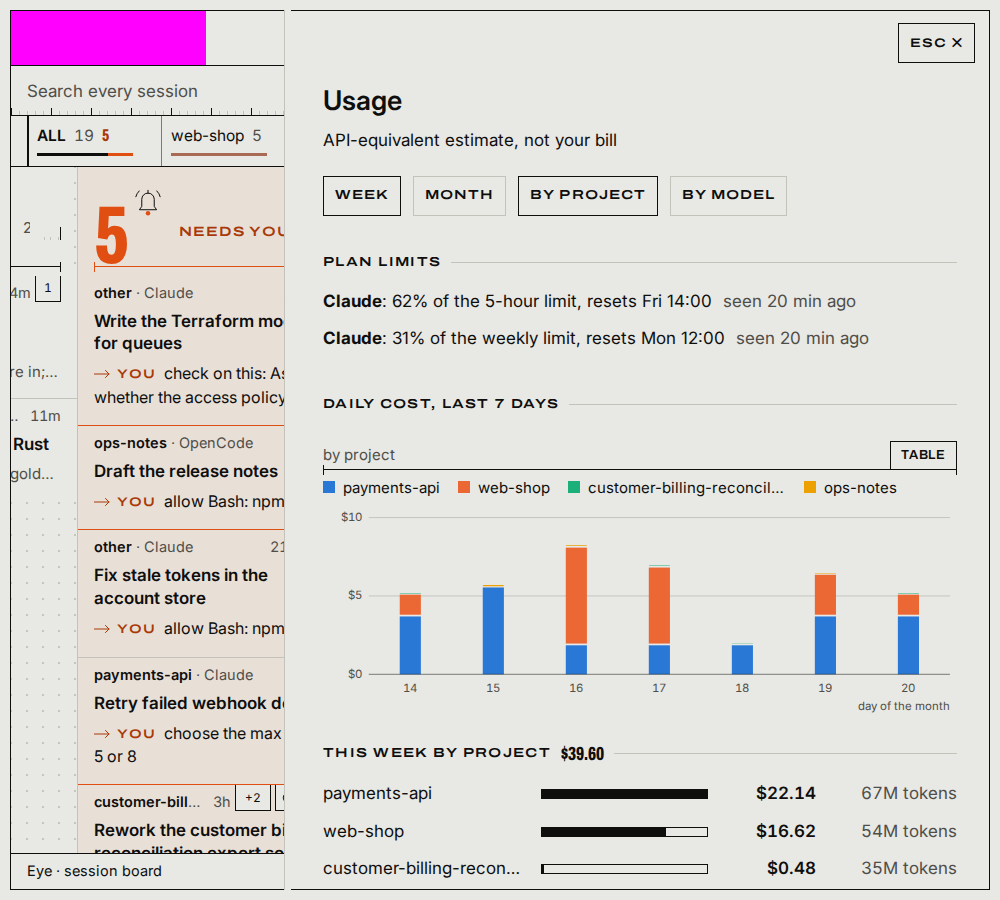 Search every session
ALL 19 5
web-shop 5
2
4m 1
re in;...
.. 11m
Rust
gold...
5
NEEDS YOU
other · Claude
Write the Terraform
for queues
→ YOU check on this:
whether the access policy
ops-notes · OpenCode
Draft the release notes
→ YOU allow Bash: npm
other · Claude 21
Fix stale tokens in the
account store
→ YOU allow Bash: npm
payments-api · Claude
Retry failed webhook
→ YOU choose the max
5 or 8
customer-bill... 3h +2
Rework the customer
reconciliation export
Eye · session board
ESC ✕
Usage
API-equivalent estimate, not your bill
WEEK MONTH BY PROJECT BY MODEL
PLAN LIMITS
Claude: 62% of the 5-hour limit, resets Fri 14:00 seen 20 min ago
Claude: 31% of the weekly limit, resets Mon 12:00 seen 20 min ago
DAILY COST, LAST 7 DAYS
by project TABLE
payments-api web-shop customer-billing-reconcil... ops-notes
$10
$5
$0
14 15 16 17 18 19 20
day of the month
THIS WEEK BY PROJECT $39.60
payments-api $22.14 67M tokens
web-shop $16.62 54M tokens
customer-billing-recon... $0.48 35M tokens